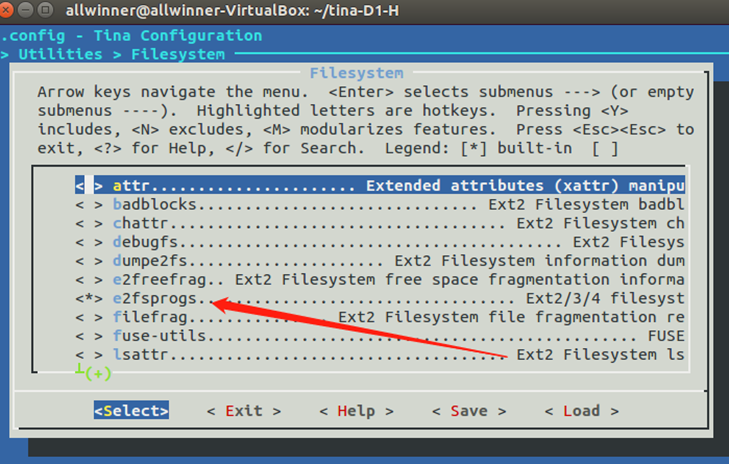 allwinner@allwinner-VirtualBox: ~/tina-D1-H
.config - Tina Configuration
> Utilities > Filesystem
Filesystem
Arrow keys navigate the menu. <Enter> selects submenus ---> (or empty
submenus ----). Highlighted letters are hotkeys. Pressing <Y>
includes, <N> excludes, <M> modularizes features. Press <Esc><Esc> to
exit, <?> for Help, </> for Search. Legend: [*] built-in [ ]
< > attr...................... Extended attributes (xattr) manipu
< > badblocks.............................. Ext2 Filesystem badbl
< > chattr.................................. Ext2 Filesystem ch
< > debugfs......................................... Ext2 Filesys
< > dumpe2fs..................... Ext2 Filesystem information dum
< > e2freefrag.. Ext2 Filesystem free space fragmentation informa
<*> e2fsprogs.................................. Ext2/3/4 filesyst
< > filefrag............... Ext2 Filesystem file fragmentation re
< > fuse-utils.............................................. FUSE
< > lsattr.................................... Ext2 Filesystem ls
(+)
<Select> < Exit > < Help > < Save > < Load >